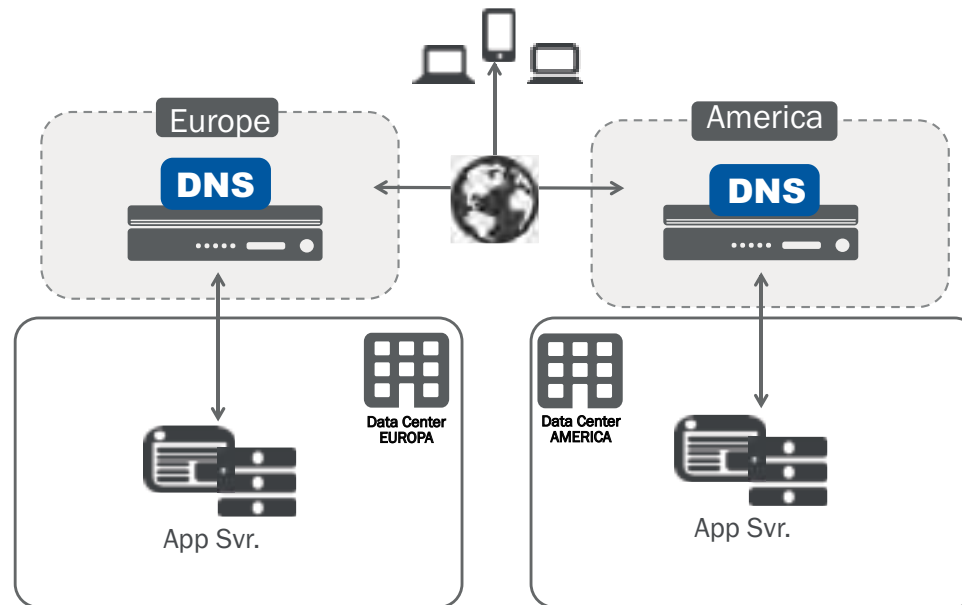 Europe
America
DNS
DNS
Data Center
EUROPA
Data Center
AMERICA
App Svr.
App Svr.